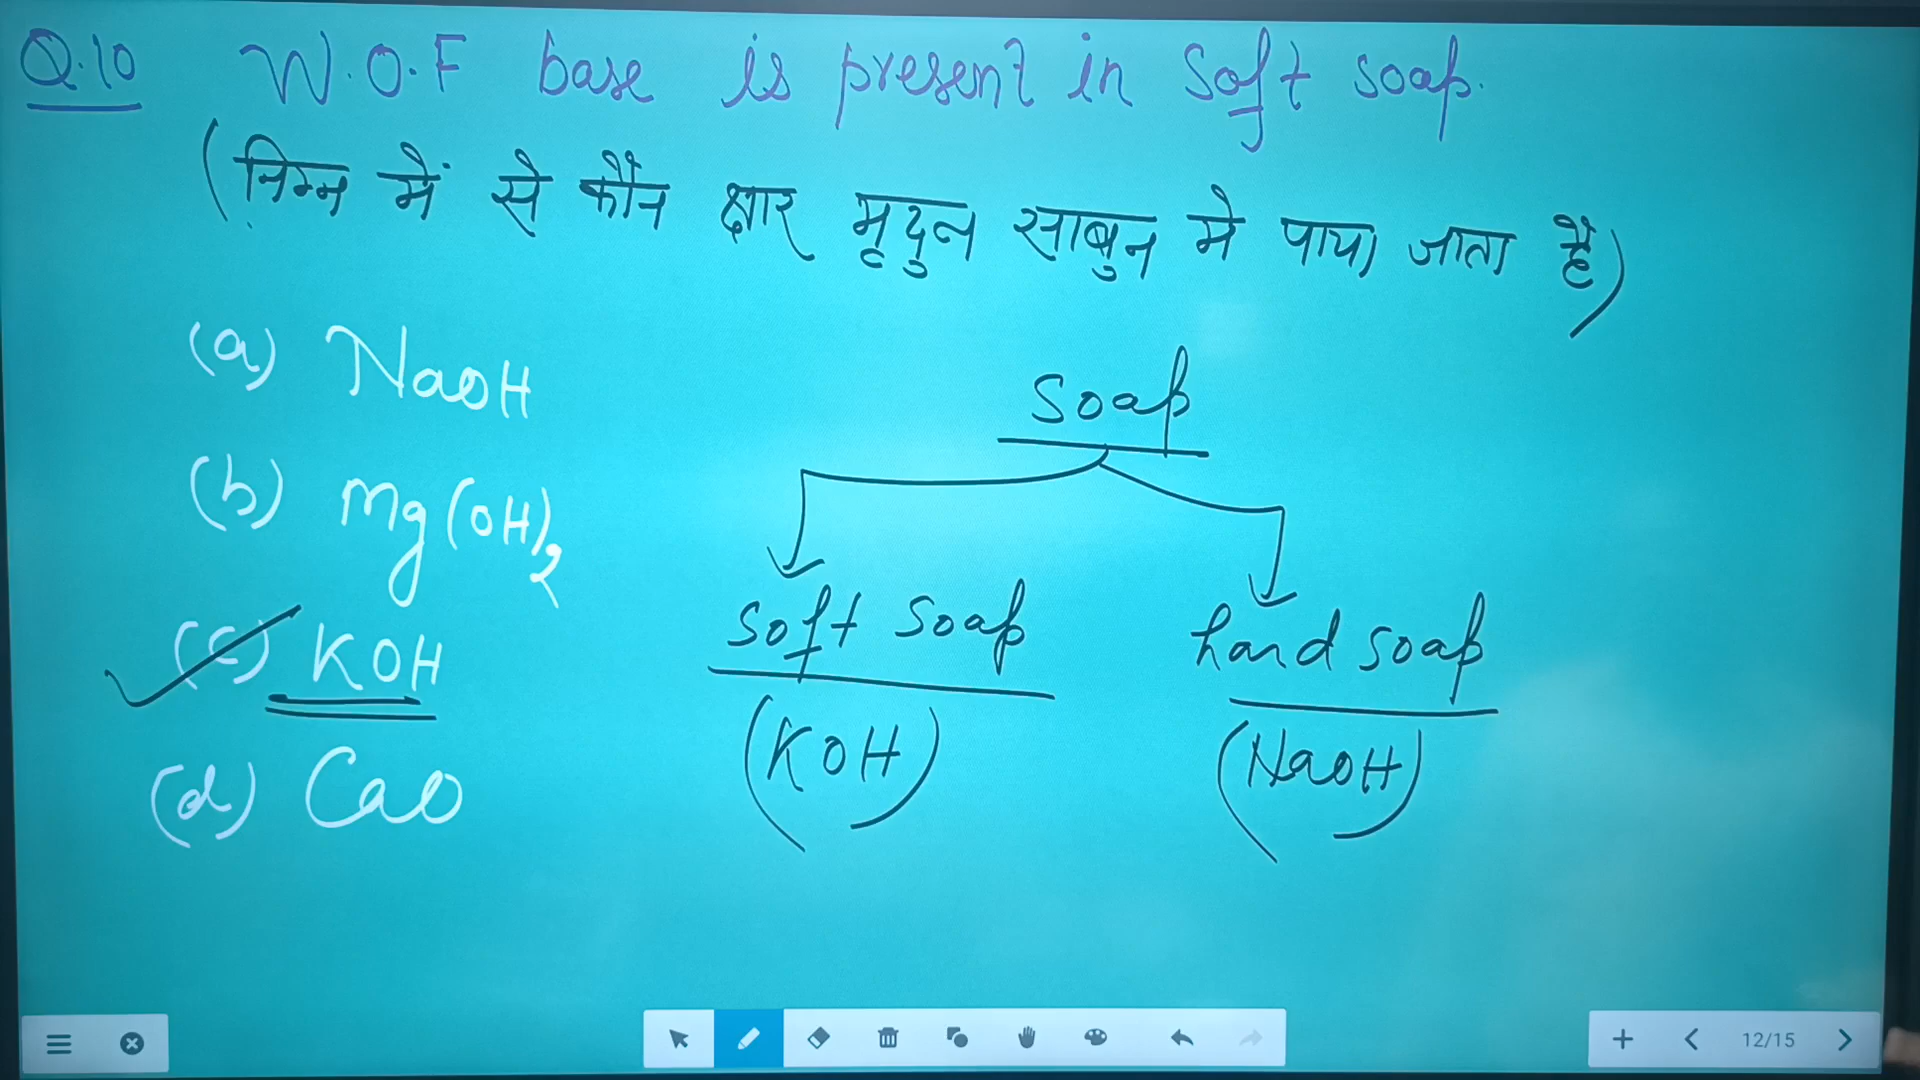 Q.10 W.O.F base is present in Soft soap.
(निम्न में से कौन क्षार मृदुल साबुन मे पाया जाता है)
(a) NaOH
(b) Mg(OH)2
(c) KOH
(d) CaO
Soap
soft soap
hard soap
(KOH)
(NaOH)
12/15